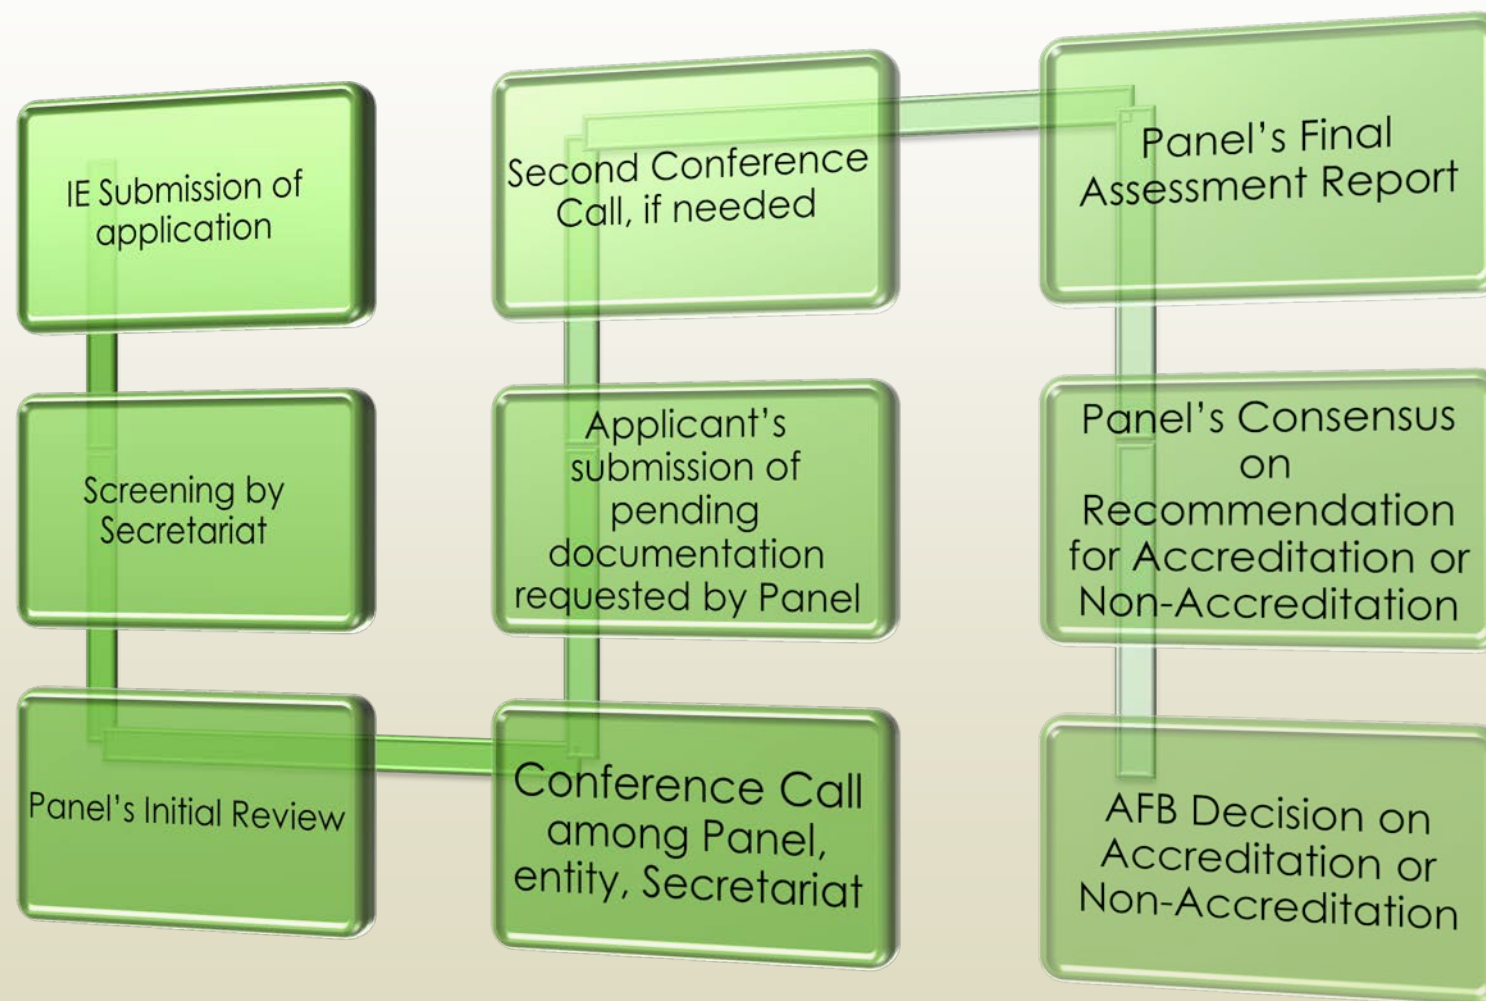 IE Submission of
application
Screening by
Secretariat
Panel's Initial Review
Conference Call
among Panel,
entity, Secretariat
Applicant's
submission of
pending
documentation
requested by Panel
Second Conference
Call, if needed
Panel's Final
Assessment Report
Panel's Consensus
on
Recommendation
for Accreditation or
Non-Accreditation
AFB Decision on
Accreditation or
Non-Accreditation